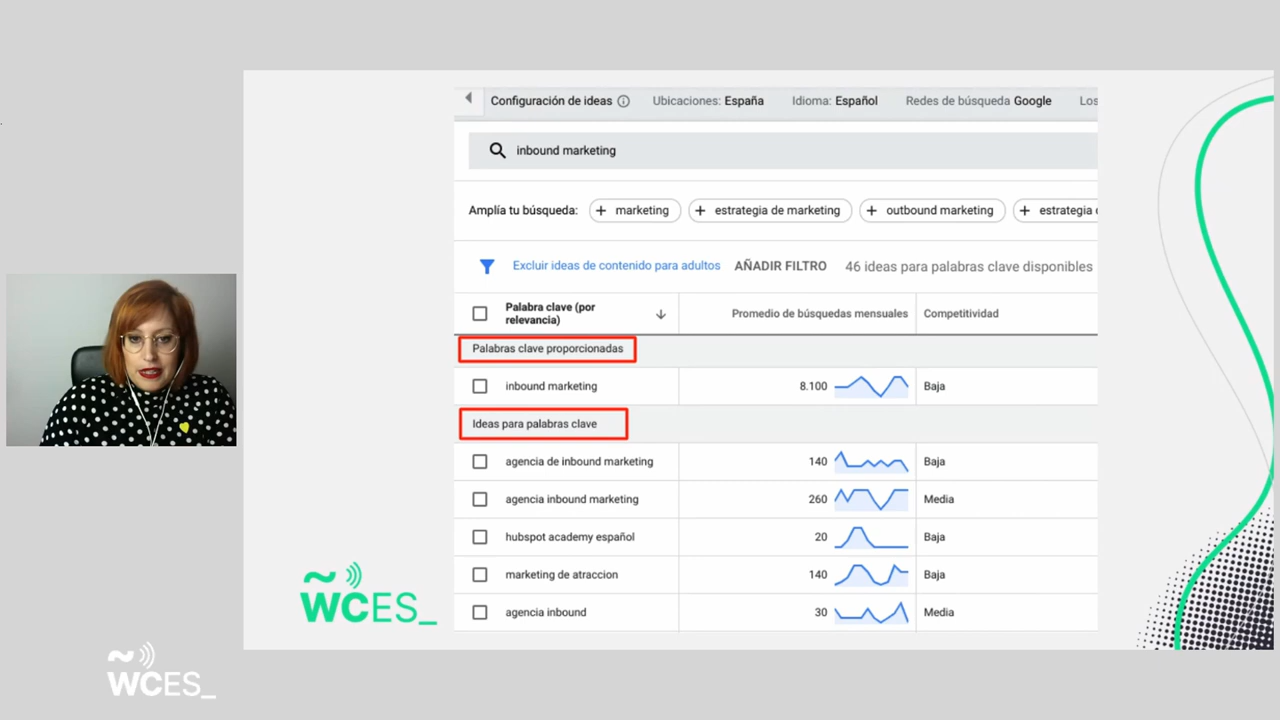 Configuración de ideas Ubicaciones: España Idioma: Español Redes de búsqueda Google Los
inbound marketing
Amplía tu búsqueda: + marketing + estrategia de marketing + outbound marketing + estrategia
Excluir ideas de contenido para adultos AÑADIR FILTRO 46 ideas para palabras clave disponibles
Palabra clave (por
relevancia) Promedio de búsquedas mensuales Competitividad
Palabras clave proporcionadas
inbound marketing 8.100 Baja
Ideas para palabras clave
agencia de inbound marketing 140 Baja
agencia inbound marketing 260 Media
hubspot academy español 20 Baja
marketing de atraccion 140 Baja
agencia inbound 30 Media
WCES_
WCES_